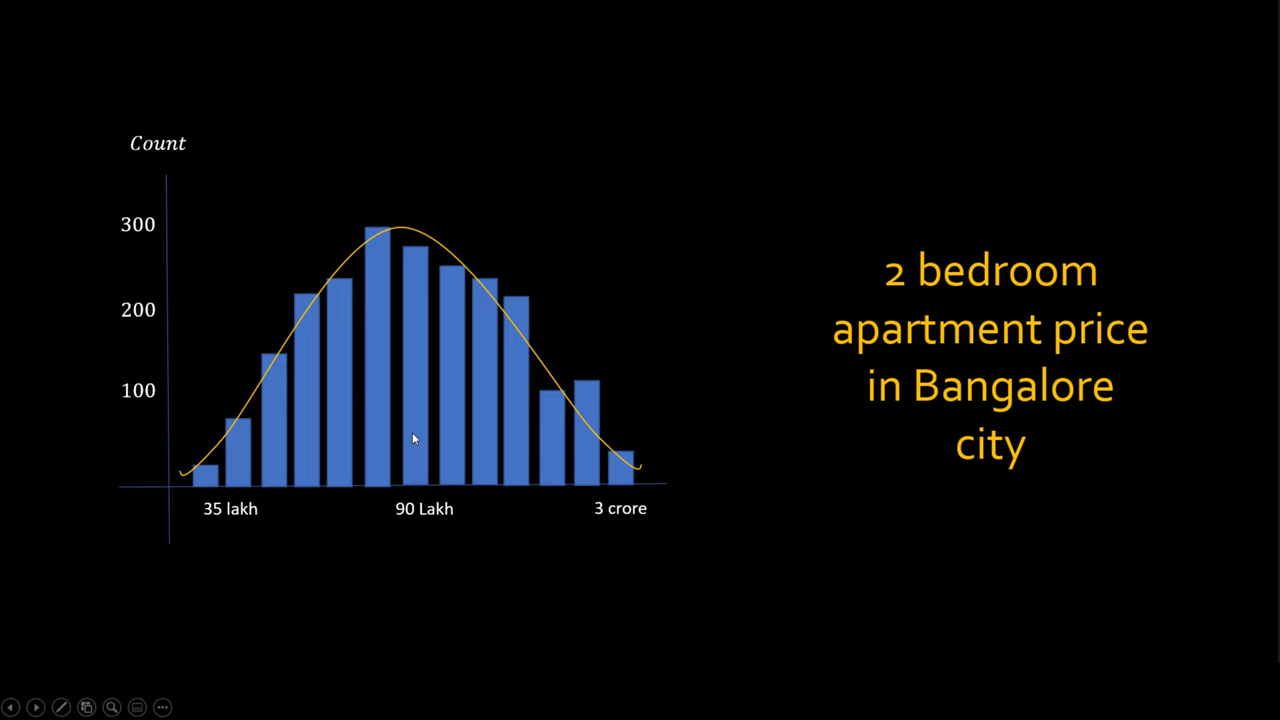 Count
300
200
100
35 lakh
90 Lakh
3 crore
2 bedroom
apartment price
in Bangalore
city